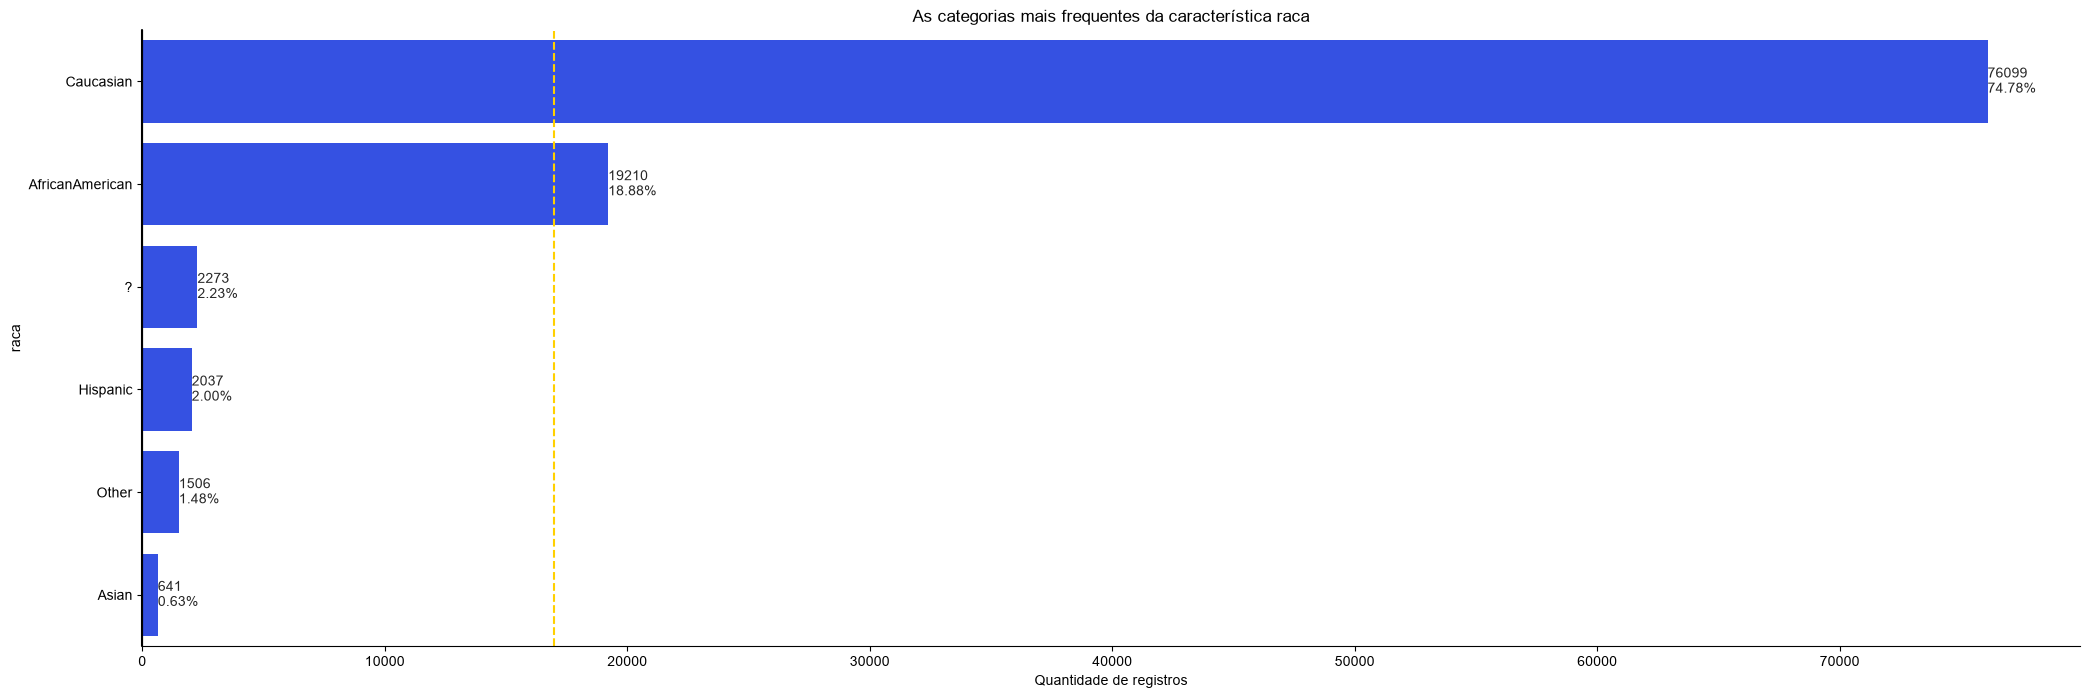 As categorias mais frequentes da característica raca
Caucasian
76099
74.78%
AfricanAmerican
19210
18.88%
?
2273
2.23%
Hispanic
2037
2.00%
Other
1506
1.48%
Asian
641
0.63%
raca
0 10000 20000 30000 40000 50000 60000 70000
Quantidade de registros